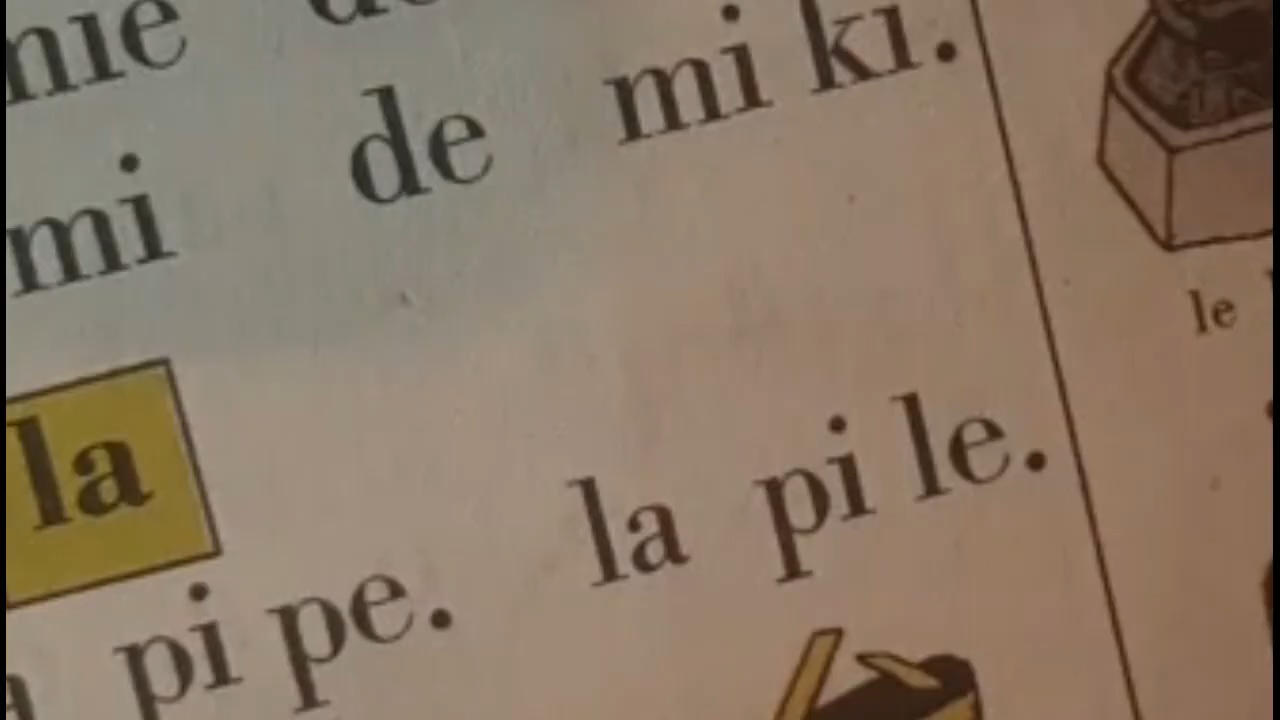 mi de mi ki.
la
la pi le.
pi pe.
le